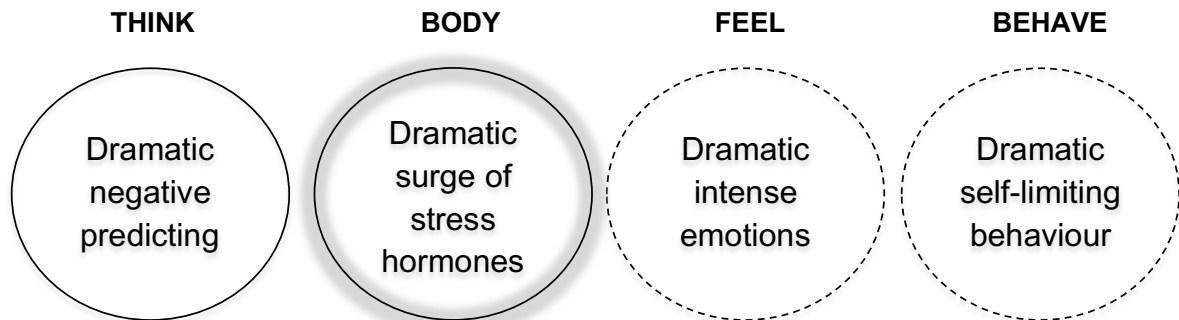 THINK
BODY
FEEL
BEHAVE
Dramatic
negative
predicting
Dramatic
surge of
stress
hormones
Dramatic
intense
emotions
Dramatic
self-limiting
behaviour